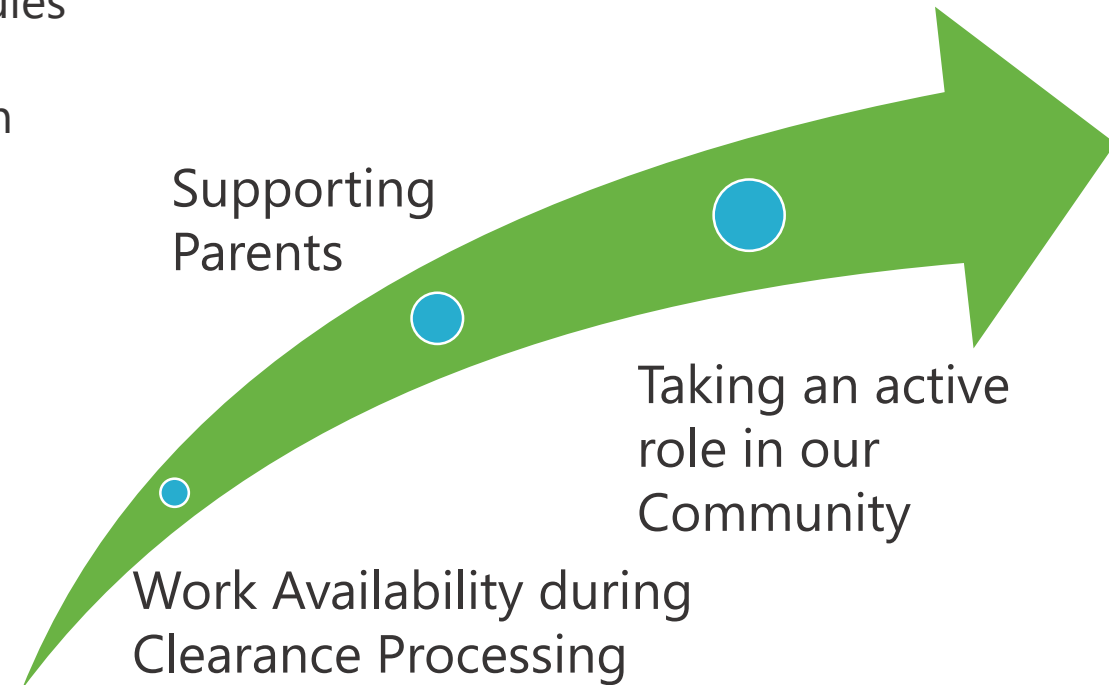 Supporting
Parents
Taking an active
role in our
Community
Work Availability during
Clearance Processing